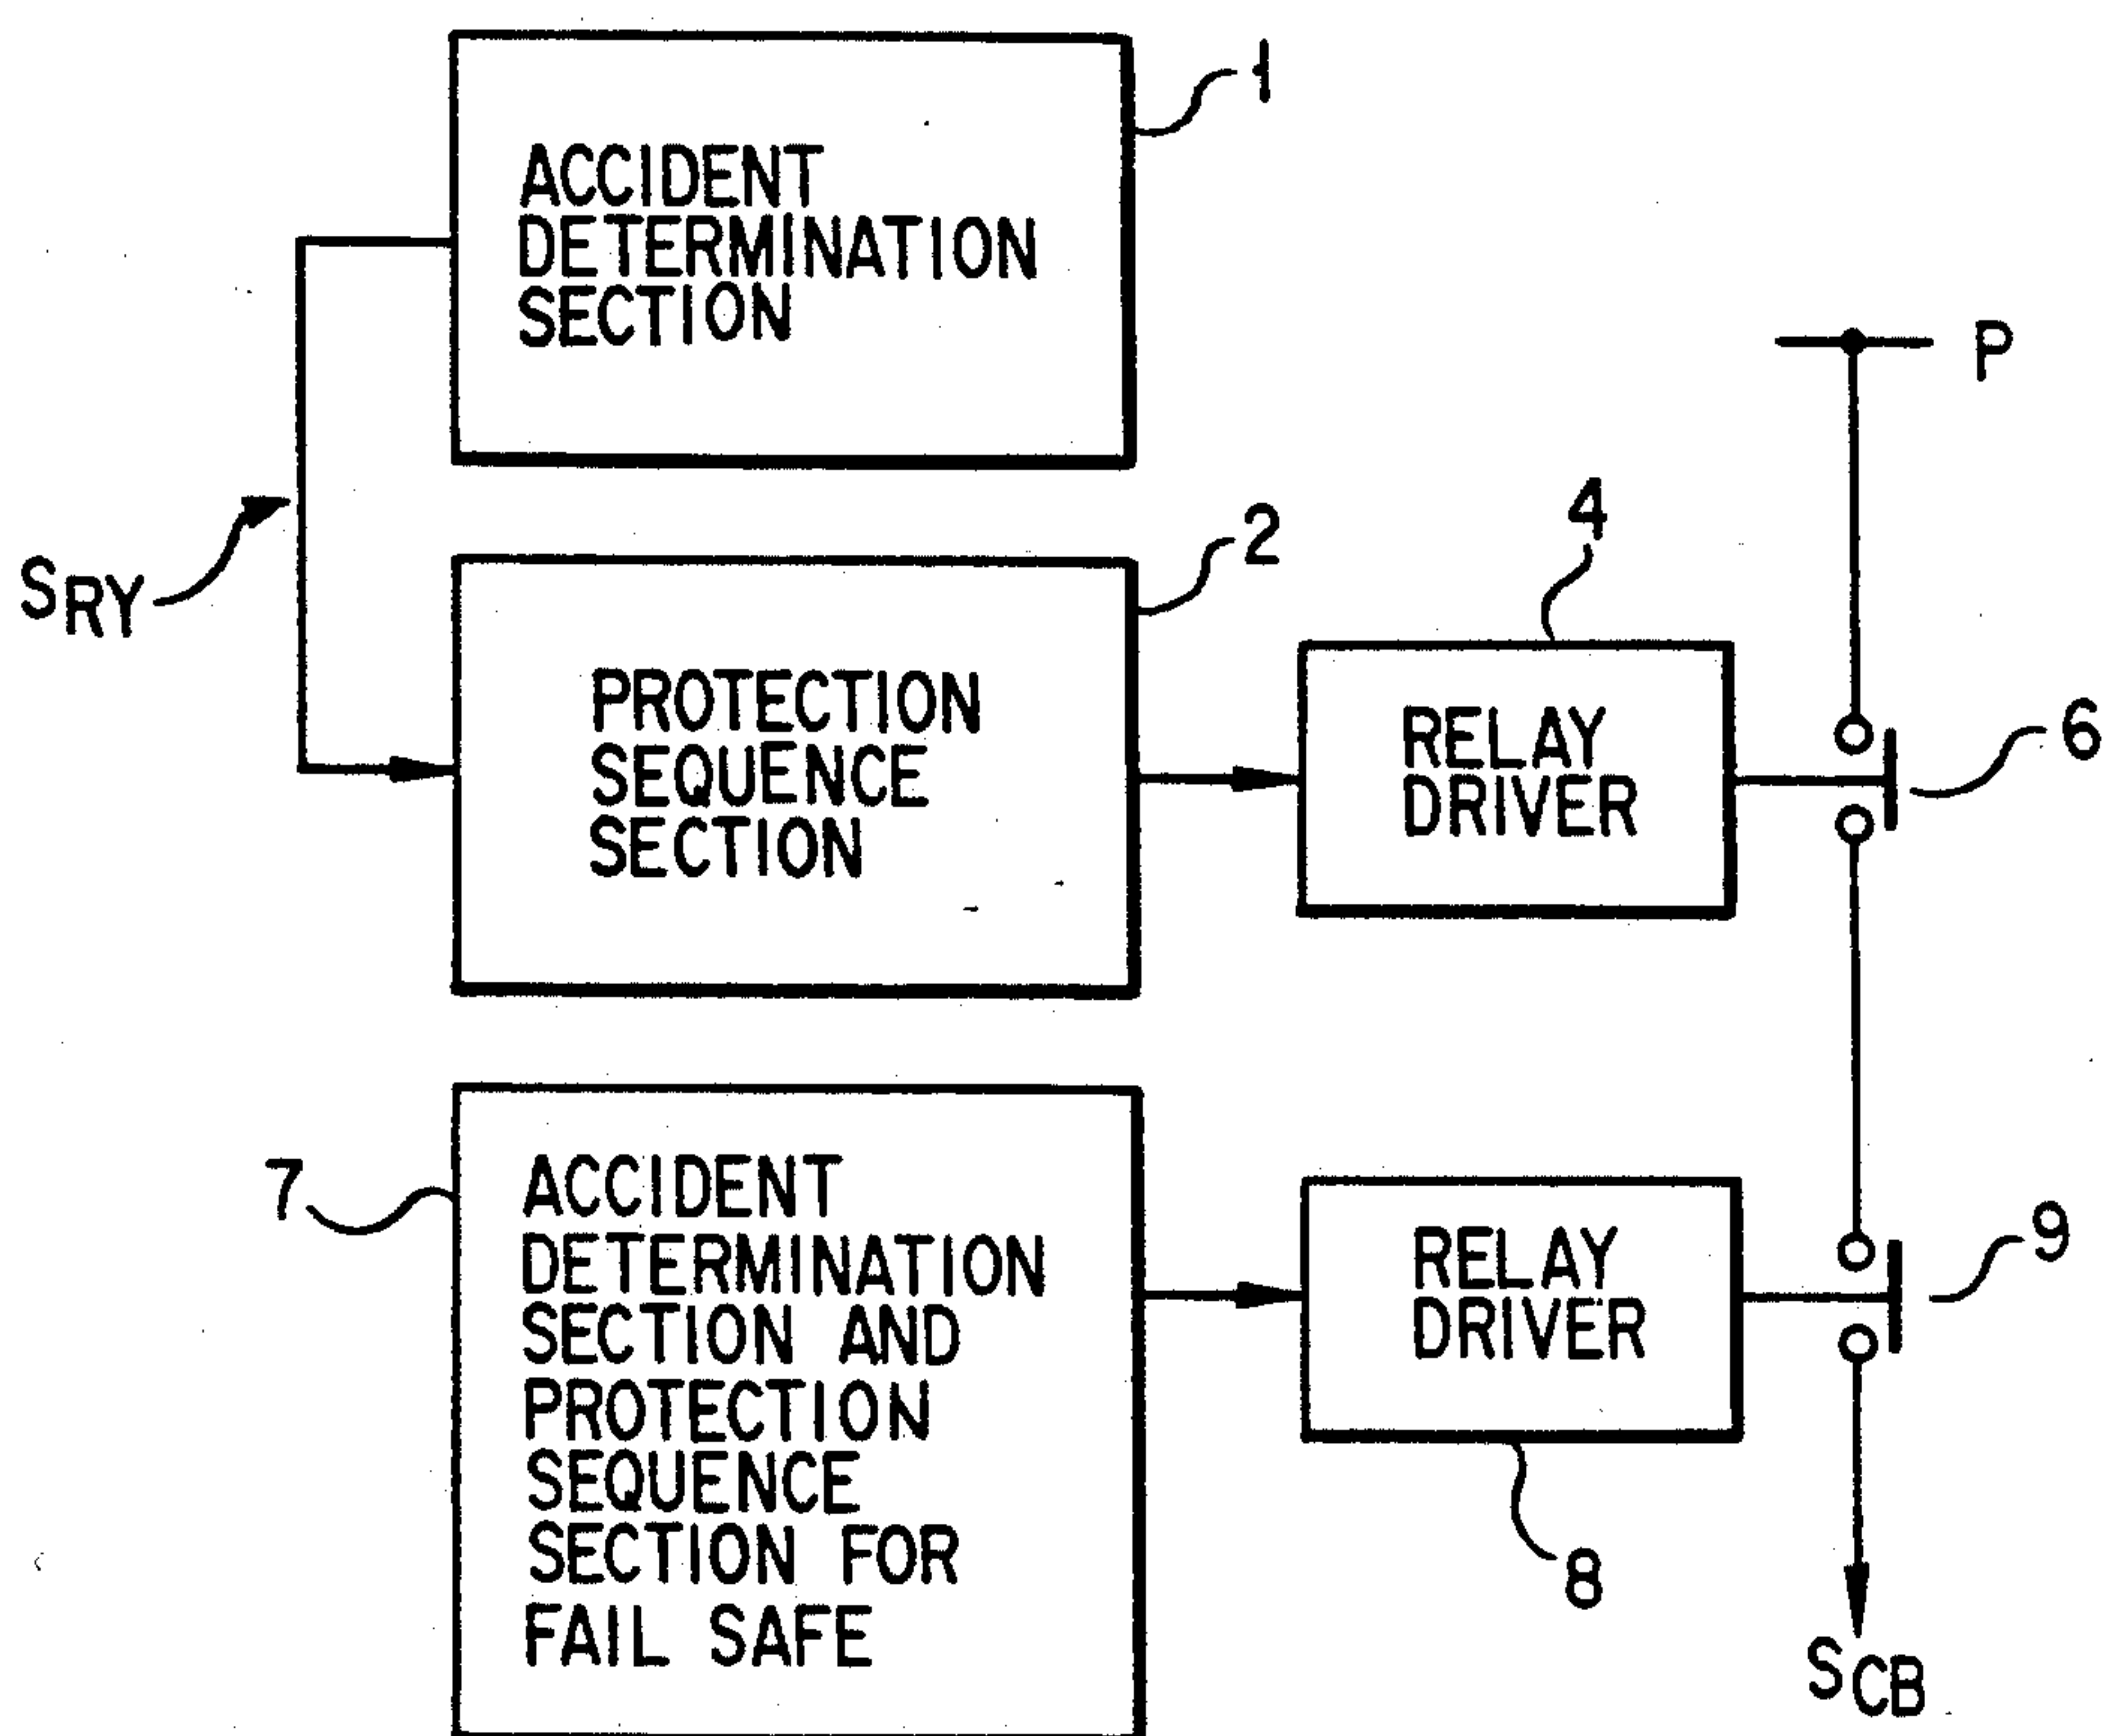 1
ACCIDENT
DETERMINATION
SECTION
P
SRY
2
4
PROTECTION
SEQUENCE
SECTION
RELAY
DRIVER
6
7
ACCIDENT
DETERMINATION
SECTION AND
PROTECTION
SEQUENCE
SECTION FOR
FAIL SAFE
RELAY
DRIVER
9
8
SCB